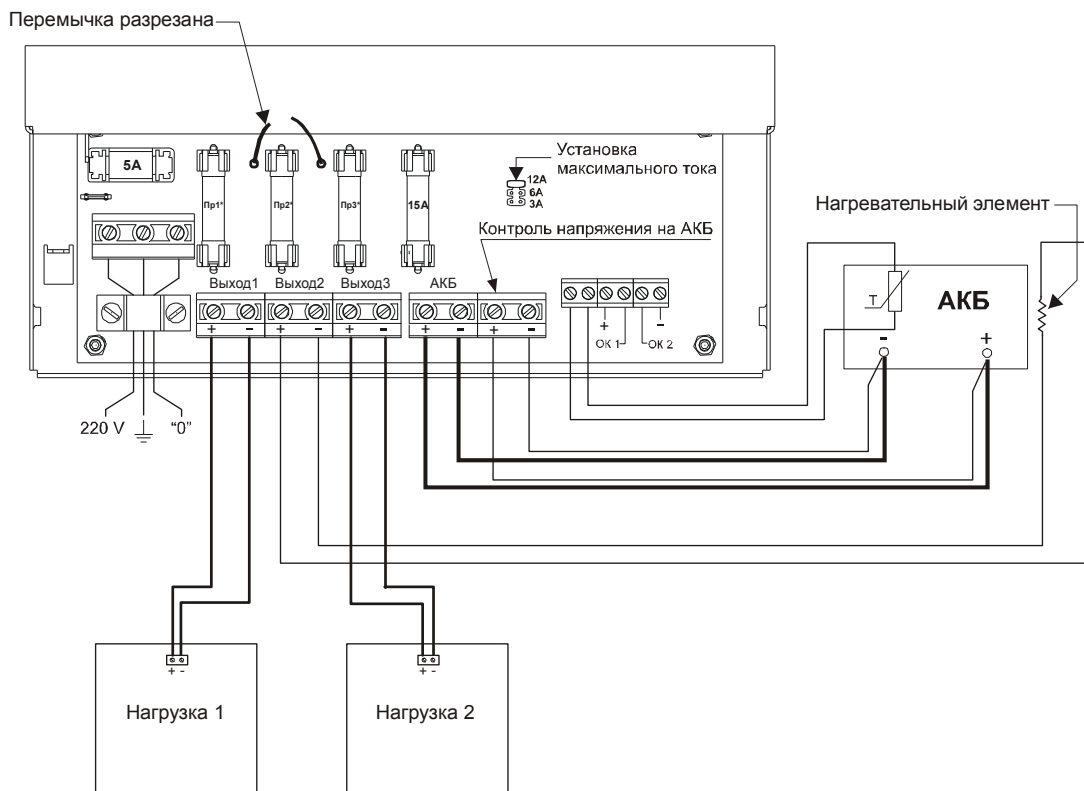 Перемычка разрезана
5A
Пр1*
Пр2*
Пр3*
15A
Установка
максимального тока
12A
6A
3A
Нагревательный элемент
Контроль напряжения на АКБ
Выход1
Выход2
Выход3
АКБ
+ - + - + - + - + -
+ -
ОК 1
ОК 2
T
АКБ
- +
220 V
“0”
+ -
+ -
Нагрузка 1
Нагрузка 2